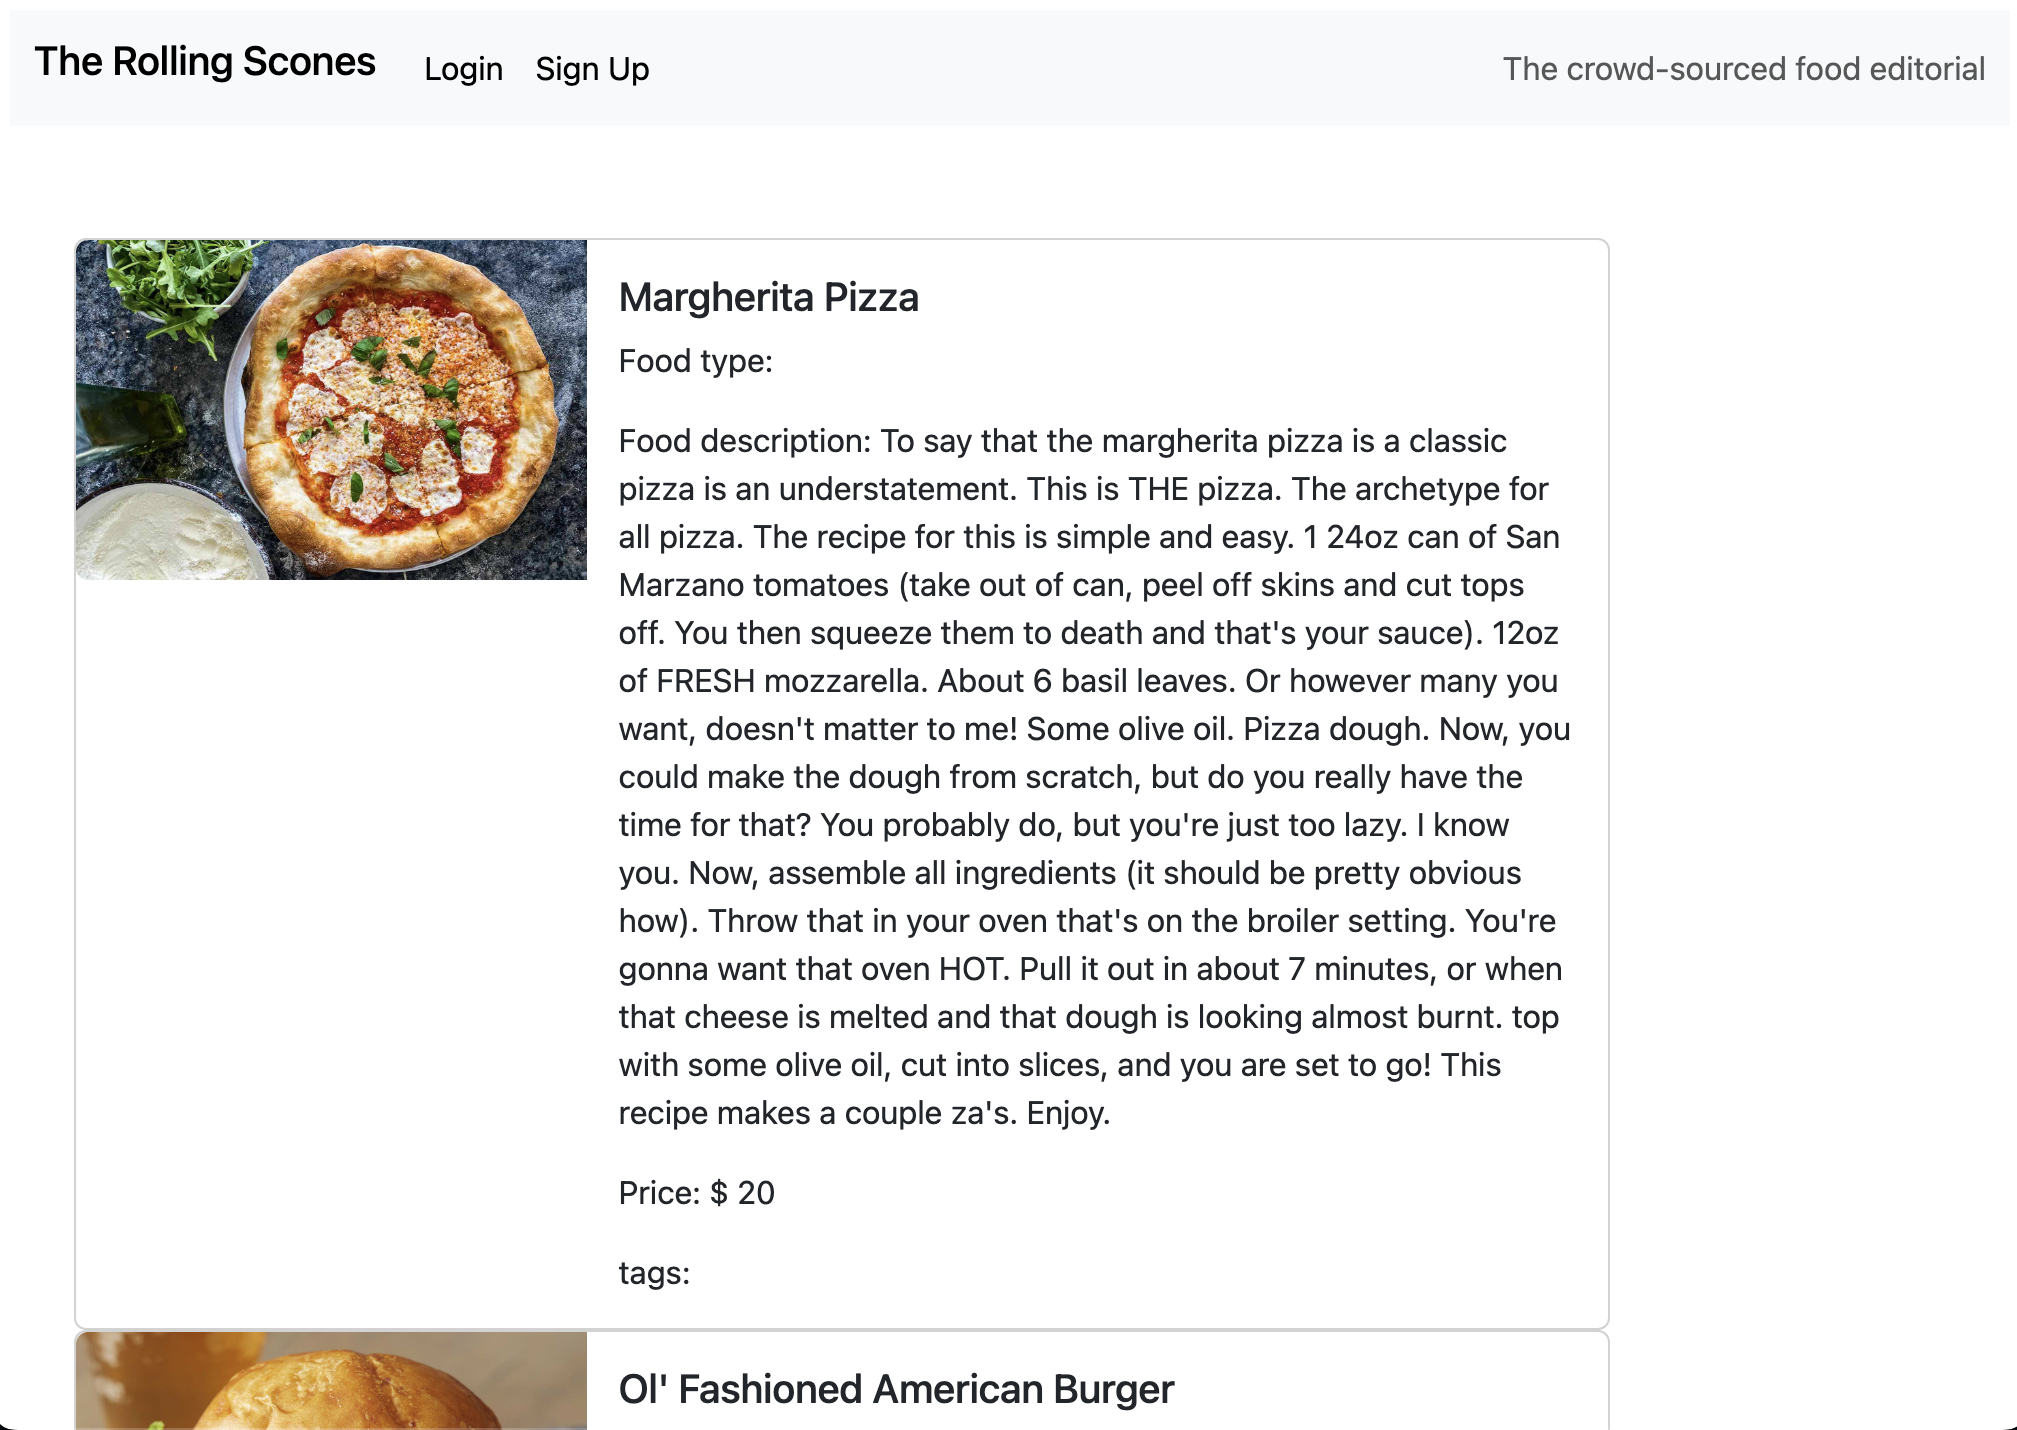 The Rolling Scones
Login
Sign Up
The crowd-sourced food editorial
Margherita Pizza
Food type:
Food description: To say that the margherita pizza is a classic
pizza is an understatement. This is THE pizza. The archetype for
all pizza. The recipe for this is simple and easy. 1 24oz can of San
Marzano tomatoes (take out of can, peel off skins and cut tops
off. You then squeeze them to death and that's your sauce). 12oz
of FRESH mozzarella. About 6 basil leaves. Or however many you
want, doesn't matter to me! Some olive oil. Pizza dough. Now, you
could make the dough from scratch, but do you really have the
time for that? You probably do, but you're just too lazy. I know
you. Now, assemble all ingredients (it should be pretty obvious
how). Throw that in your oven that's on the broiler setting. You're
gonna want that oven HOT. Pull it out in about 7 minutes, or when
that cheese is melted and that dough is looking almost burnt. top
with some olive oil, cut into slices, and you are set to go! This
recipe makes a couple za's. Enjoy.
Price: $ 20
tags:
Ol' Fashioned American Burger